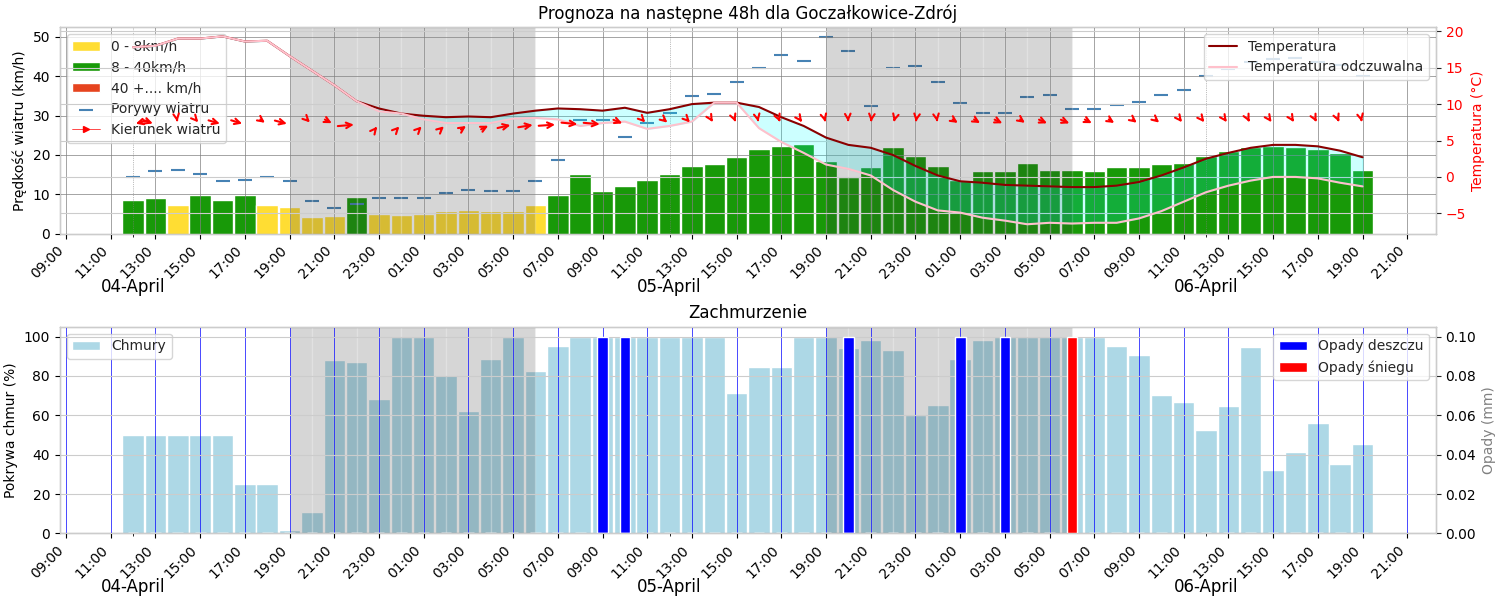 Prognoza na następne 48h dla Goczałkowice-Zdrój
Prędkość wiatru (km/h)
50
40
30
20
10
0
0 - 8km/h
8 - 40km/h
40 +.... km/h
Porywy wiatru
Kierunek wiatru
Temperatura
Temperatura odczuwalna
20
15
10
5
0
−5
Temperatura (°C)
09:00 11:00 13:00 15:00 17:00 19:00 21:00 23:00 01:00 03:00 05:00 07:00 09:00 11:00 13:00 15:00 17:00 19:00 21:00 23:00 01:00 03:00 05:00 07:00 09:00 11:00 13:00 15:00 17:00 19:00 21:00
04-April 05-April 06-April
Zachmurzenie
Pokrywa chmur (%)
100
80
60
40
20
0
Chmury
Opady deszczu
Opady śniegu
0.10
0.08
0.06
0.04
0.02
0.00
Opady (mm)
09:00 11:00 13:00 15:00 17:00 19:00 21:00 23:00 01:00 03:00 05:00 07:00 09:00 11:00 13:00 15:00 17:00 19:00 21:00 23:00 01:00 03:00 05:00 07:00 09:00 11:00 13:00 15:00 17:00 19:00 21:00
04-April 05-April 06-April